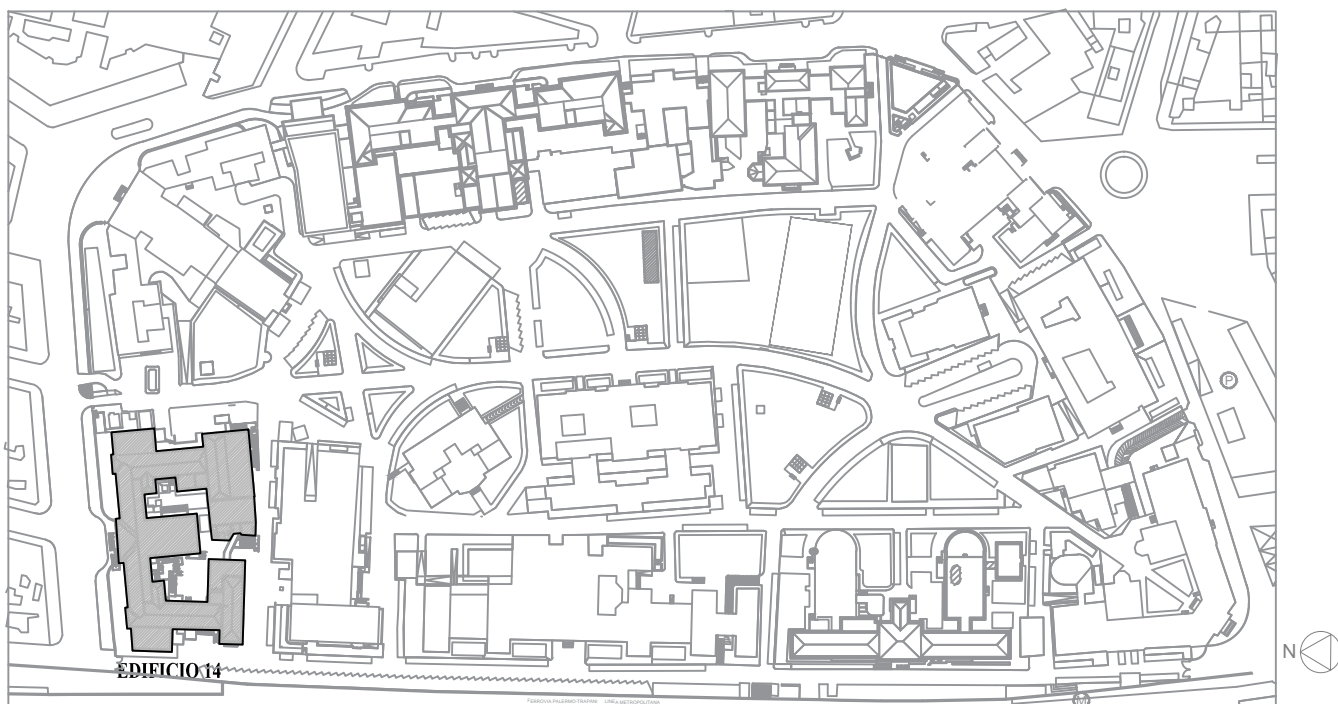 P
N
EDIFICIO 14
FERROVIA PALERMO-TRAPANI LINEA METROPOLITANA
M